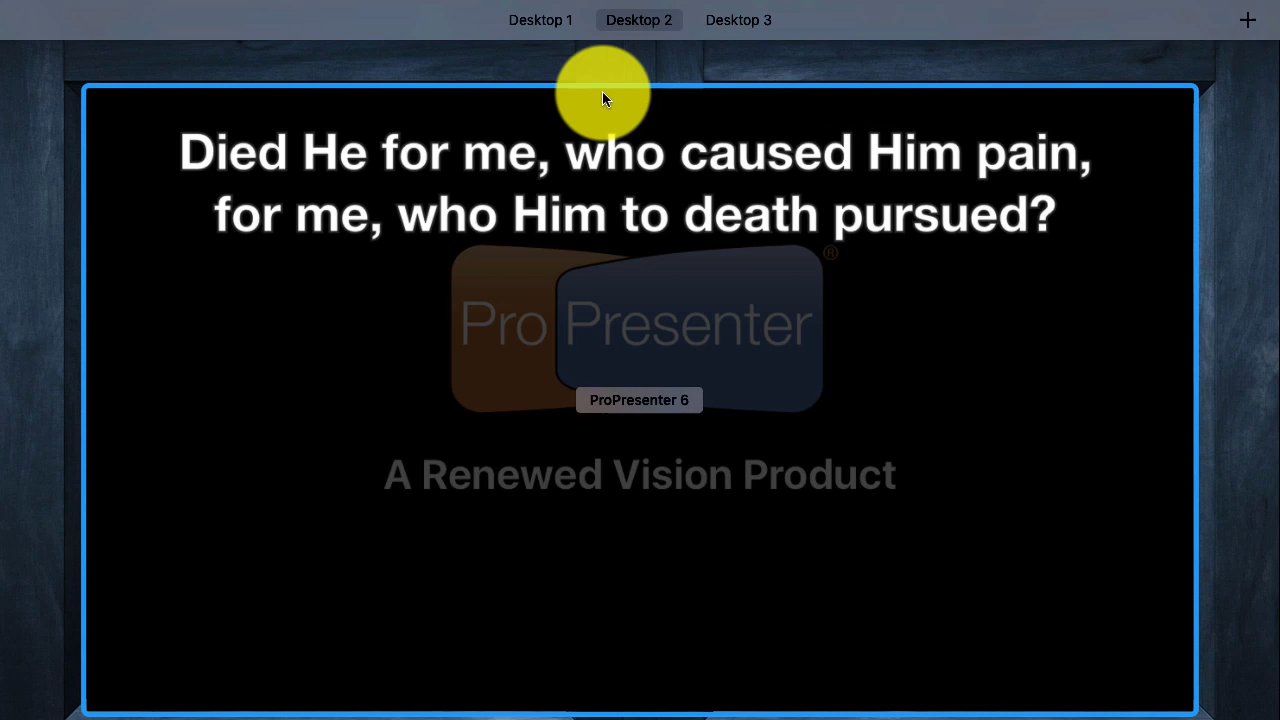 Desktop 1 Desktop 2 Desktop 3 +
Died He for me, who caused Him pain,
for me, who Him to death pursued?
Pro Presenter ®
ProPresenter 6
A Renewed Vision Product